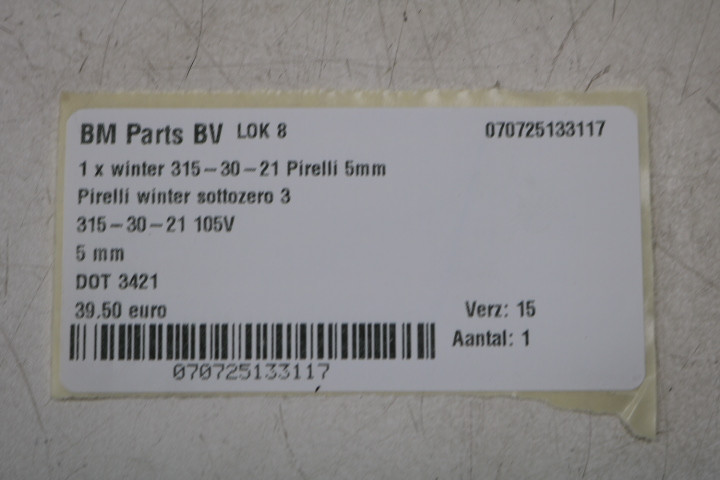 BM Parts BV LOK 8 070725133117
1 x winter 315-30-21 Pirelli 5mm
Pirelli winter sottozero 3
315-30-21 105V
5 mm
DOT 3421
39.50 euro Verz: 15
Aantal: 1
070725133117